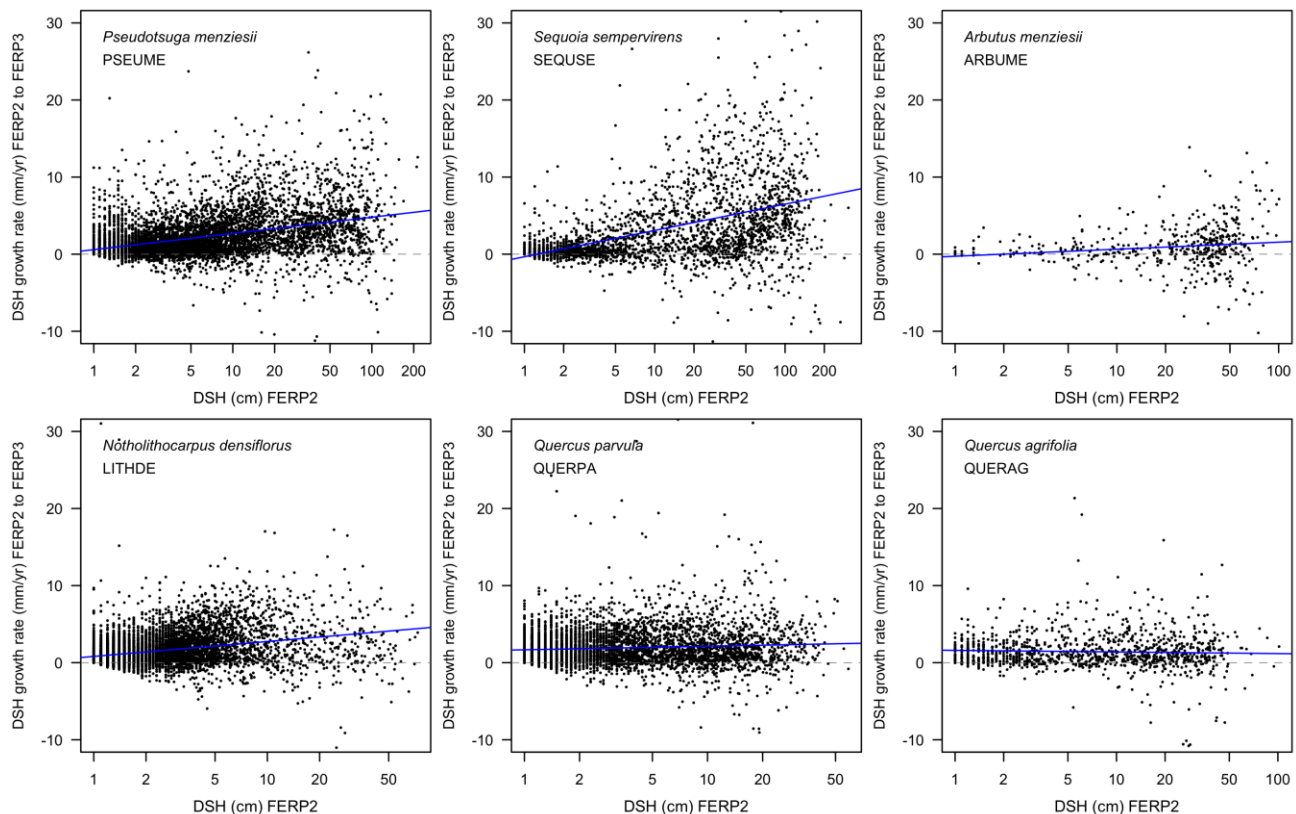 Pseudotsuga menziesii
PSEUME
DSH growth rate (mm/yr) FERP2 to FERP3
30
20
10
0
-10
1 2 5 10 20 50 100 200
DSH (cm) FERP2
Sequoia sempervirens
SEQUSE
DSH growth rate (mm/yr) FERP2 to FERP3
30
20
10
0
-10
1 2 5 10 20 50 100 200
DSH (cm) FERP2
Arbutus menziesii
ARBUME
DSH growth rate (mm/yr) FERP2 to FERP3
30
20
10
0
-10
1 2 5 10 20 50 100
DSH (cm) FERP2
Notholithocarpus densiflorus
LITHDE
DSH growth rate (mm/yr) FERP2 to FERP3
30
20
10
0
-10
1 2 5 10 20 50
DSH (cm) FERP2
Quercus parvula
QUERPA
DSH growth rate (mm/yr) FERP2 to FERP3
30
20
10
0
-10
1 2 5 10 20 50
DSH (cm) FERP2
Quercus agrifolia
QUERAG
DSH growth rate (mm/yr) FERP2 to FERP3
30
20
10
0
-10
1 2 5 10 20 50 100
DSH (cm) FERP2